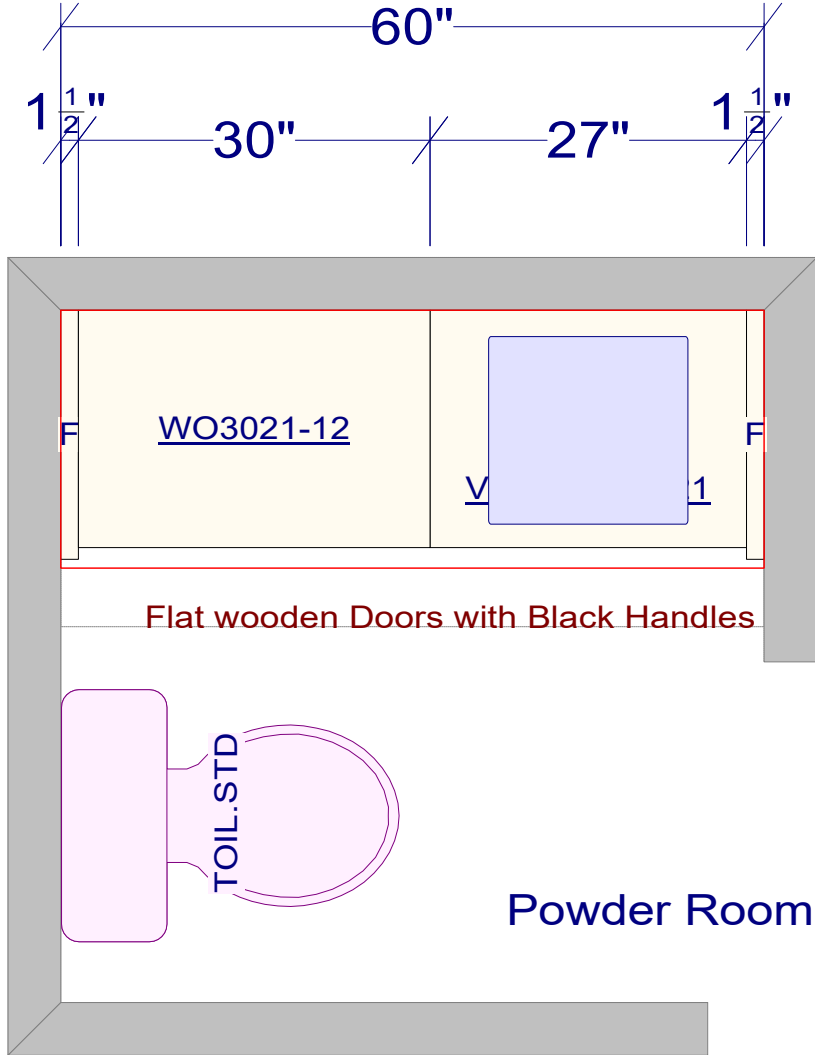 60"
1 1/2" 30" 27" 1 1/2"
F WO3021-12 F
Flat wooden Doors with Black Handles
TOIL.STD
Powder Room